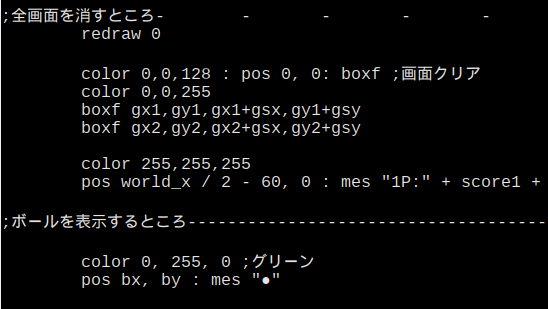 ;全画面を消すところ-        -        -        -        -
redraw 0
color 0,0,128 : pos 0, 0: boxf ;画面クリア
color 0,0,255
boxf gx1,gy1,gx1+gsx,gy1+gsy
boxf gx2,gy2,gx2+gsx,gy2+gsy
color 255,255,255
pos world_x / 2 - 60, 0 : mes "1P:" + score1 +
;ボールを表示するところ------------------------------------
color 0, 255, 0 ;グリーン
pos bx, by : mes "●"